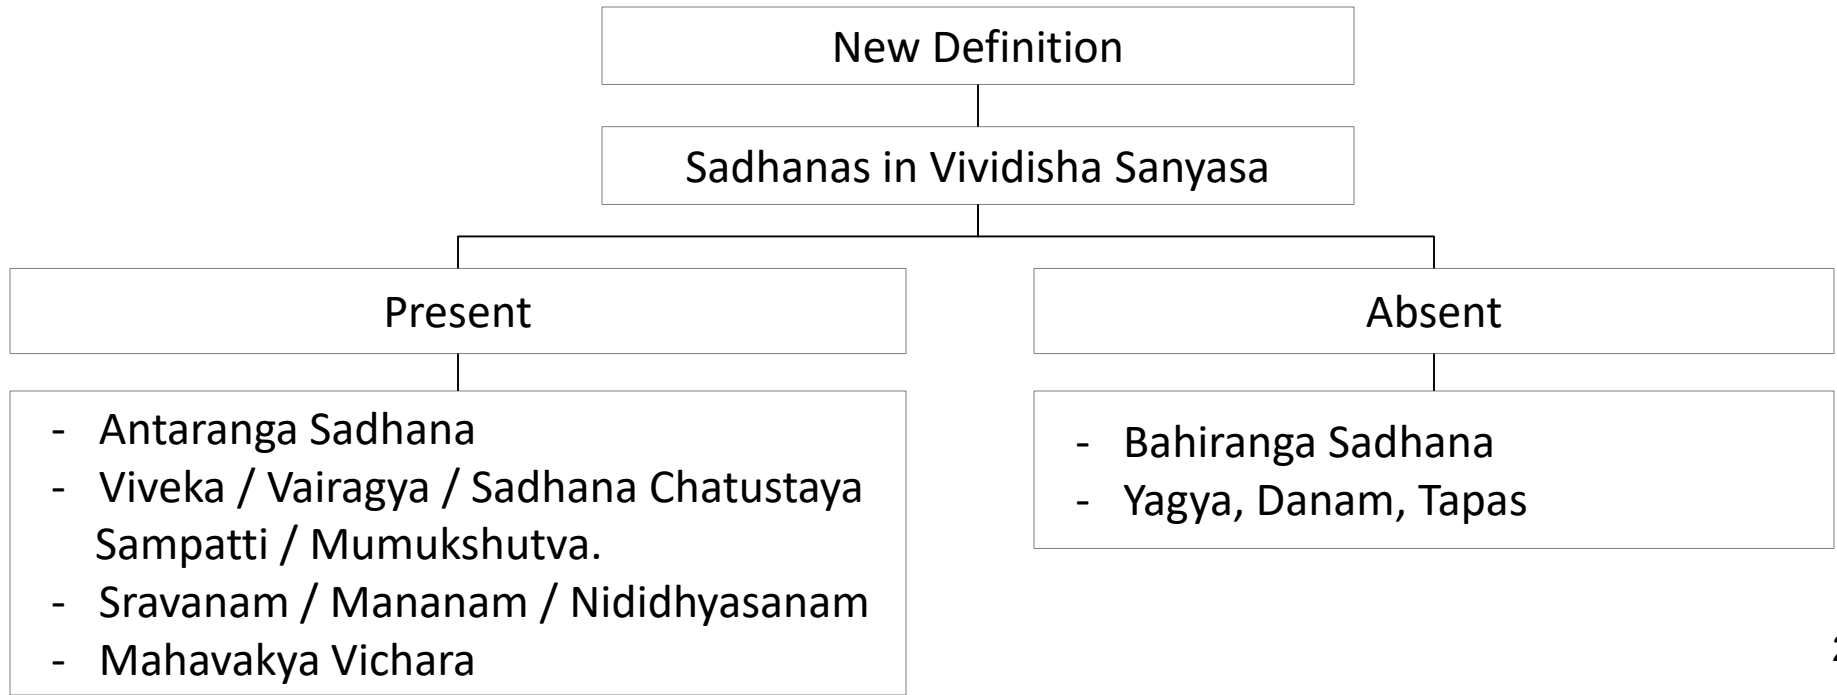 New Definition
Sadhanas in Vividisha Sanyasa
Present
Absent
- Antaranga Sadhana
- Viveka / Vairagya / Sadhana Chatustaya
Sampatti / Mumukshutva.
- Sravanam / Mananam / Nididhyasanam
- Mahavakya Vichara
- Bahiranga Sadhana
- Yagya, Danam, Tapas